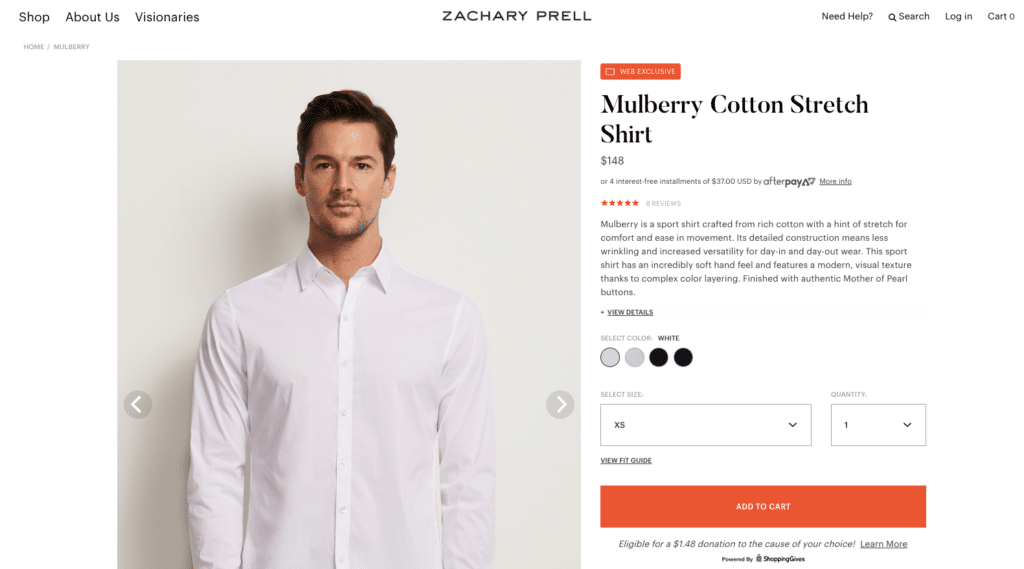 Shop About Us Visionaries
ZACHARY PRELL
Need Help? Search Log in Cart 0
HOME / MULBERRY
WEB EXCLUSIVE
Mulberry Cotton Stretch
Shirt
$148
or 4 interest-free installments of $37.00 USD by afterpay More info
8 REVIEWS
Mulberry is a sport shirt crafted from rich cotton with a hint of stretch for
comfort and ease in movement. Its detailed construction means less
wrinkling and increased versatility for day-in and day-out wear. This sport
shirt has an incredibly soft hand feel and features a modern, visual texture
thanks to complex color layering. Finished with authentic Mother of Pearl
buttons.
+ VIEW DETAILS
SELECT COLOR: WHITE
SELECT SIZE: QUANTITY:
XS 1
VIEW FIT GUIDE
ADD TO CART
Eligible for a $1.48 donation to the cause of your choice! Learn More
Powered By ShoppingGives